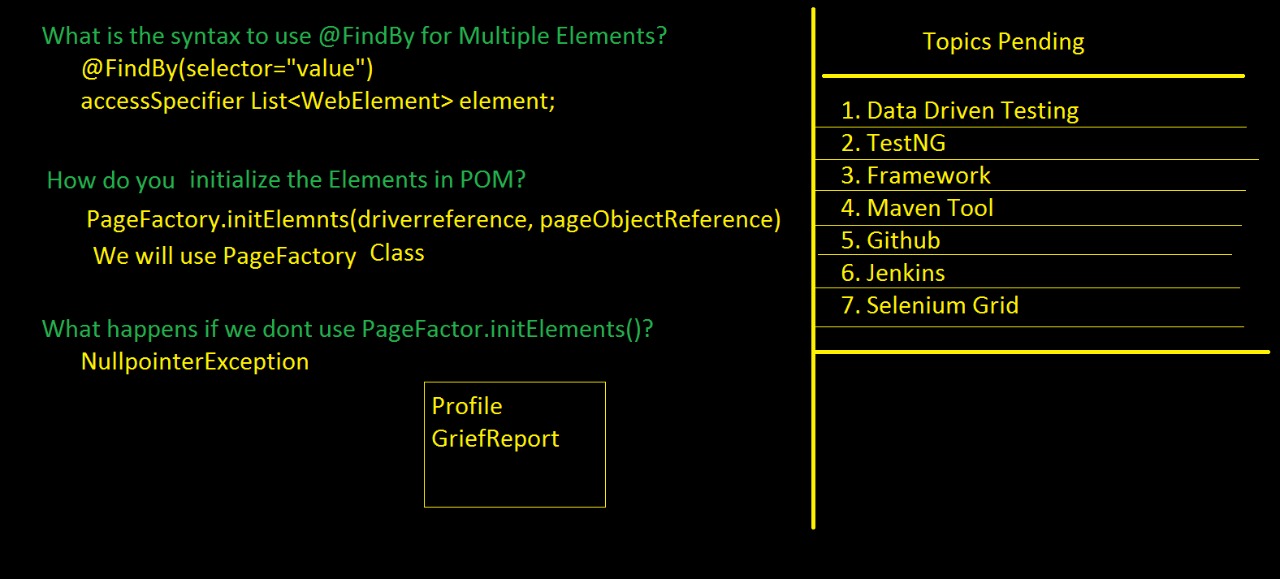 What is the syntax to use @FindBy for Multiple Elements?
@FindBy(selector="value")
accessSpecifier List<WebElement> element;
How do you initialize the Elements in POM?
PageFactory.initElemnts(driverreference, pageObjectReference)
We will use PageFactory Class
What happens if we dont use PageFactor.initElements()?
NullpointerException
Profile
GriefReport
Topics Pending
1. Data Driven Testing
2. TestNG
3. Framework
4. Maven Tool
5. Github
6. Jenkins
7. Selenium Grid